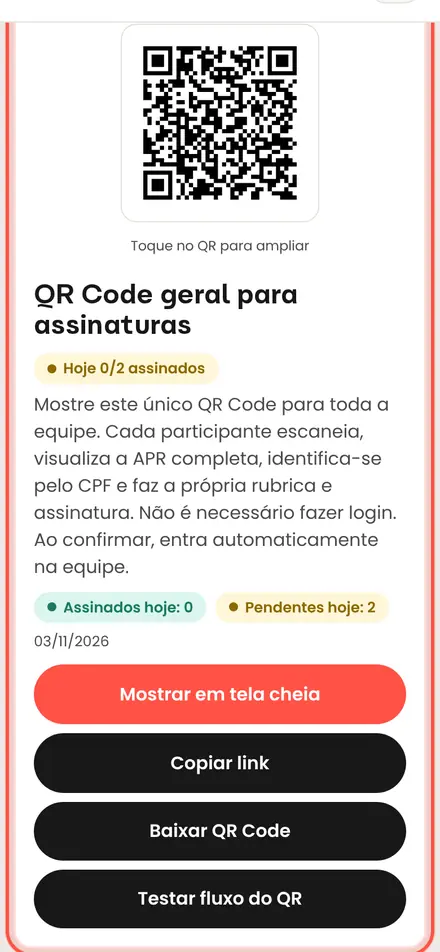 Toque no QR para ampliar
QR Code geral para
assinaturas
Hoje 0/2 assinados
Mostre este único QR Code para toda a
equipe. Cada participante escaneia,
visualiza a APR completa, identifica-se
pelo CPF e faz a própria rubrica e
assinatura. Não é necessário fazer login.
Ao confirmar, entra automaticamente
na equipe.
Assinados hoje: 0
Pendentes hoje: 2
03/11/2026
Mostrar em tela cheia
Copiar link
Baixar QR Code
Testar fluxo do QR